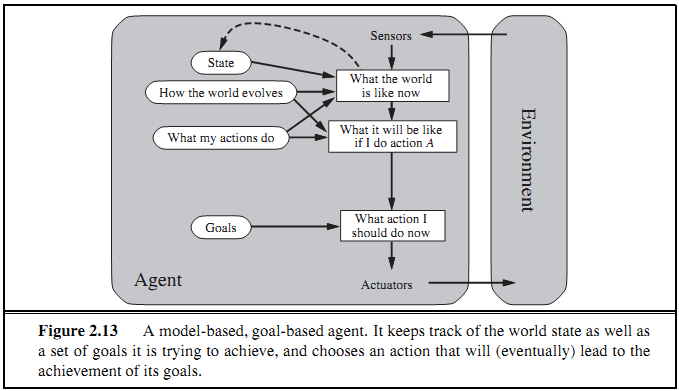 Sensors
State
What the world
is like now
How the world evolves
What my actions do
What it will be like
if I do action A
Goals
What action I
should do now
Agent
Actuators
Environment
Figure 2.13 A model-based, goal-based agent. It keeps track of the world state as well as
a set of goals it is trying to achieve, and chooses an action that will (eventually) lead to the
achievement of its goals.